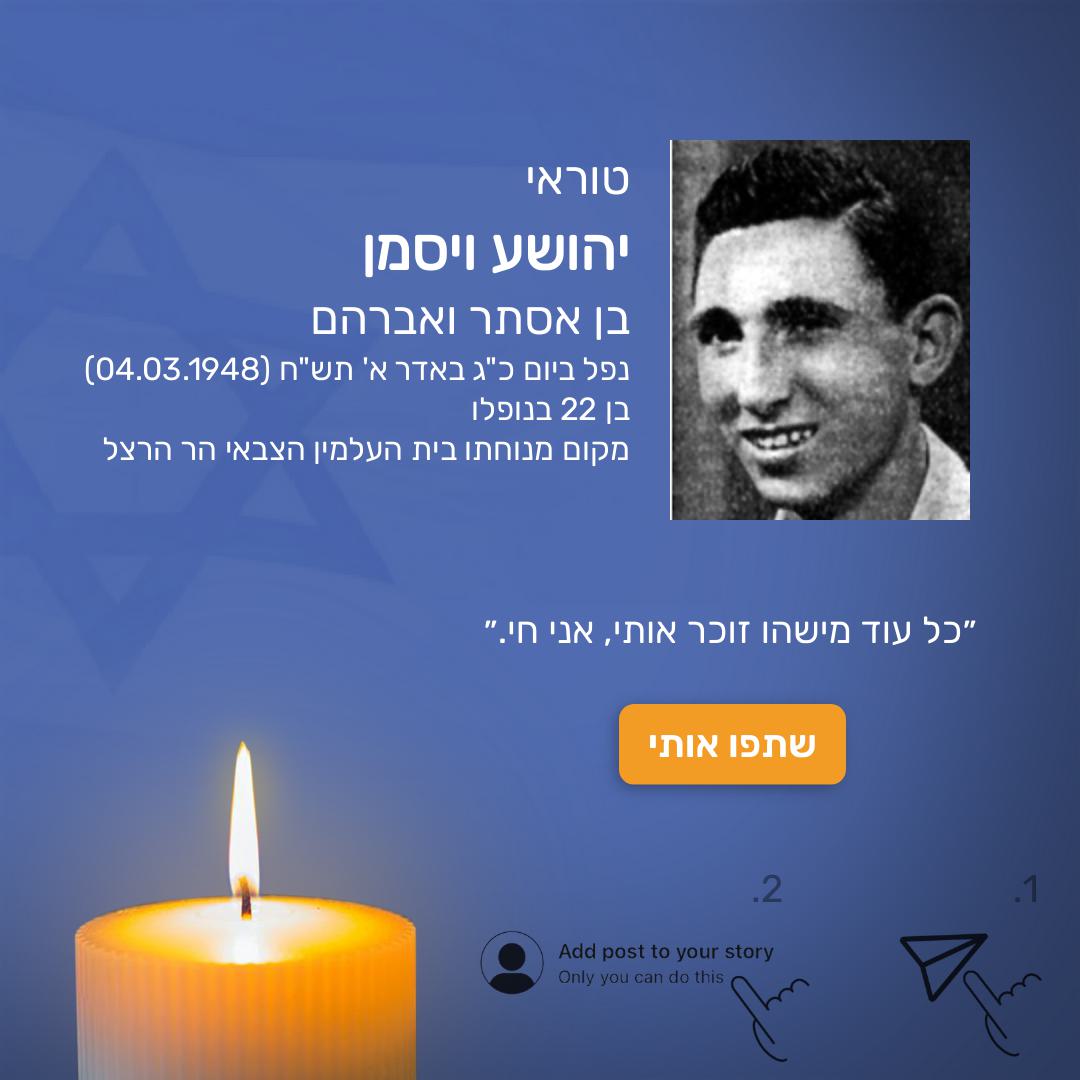 טוראי
יהושע ויסמן
בן אסתר ואברהם
נפל ביום כ"ג באדר א' תש"ח (04.03.1948)
בן 22 בנופלו
מקום מנוחתו בית העלמין הצבאי הר הרצל
״כל עוד מישהו זוכר אותי, אני חי.״
שתפו אותי
.1
.2
Add post to your story
Only you can do this